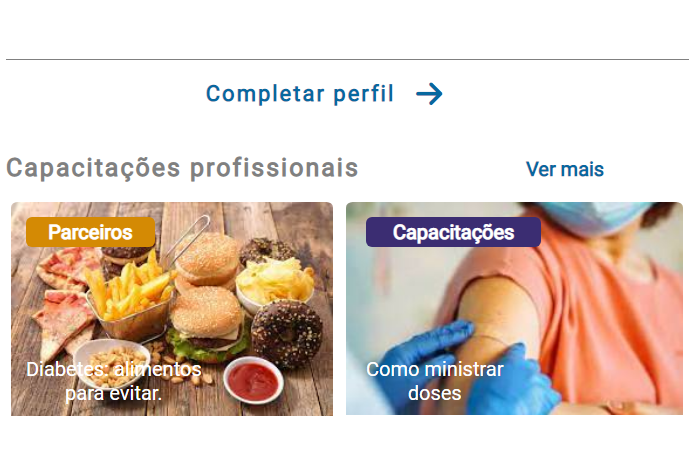 Completar perfil
Capacitações profissionais
Ver mais
Parceiros
Capacitações
Diabetes: alimentos
para evitar.
Como ministrar
doses